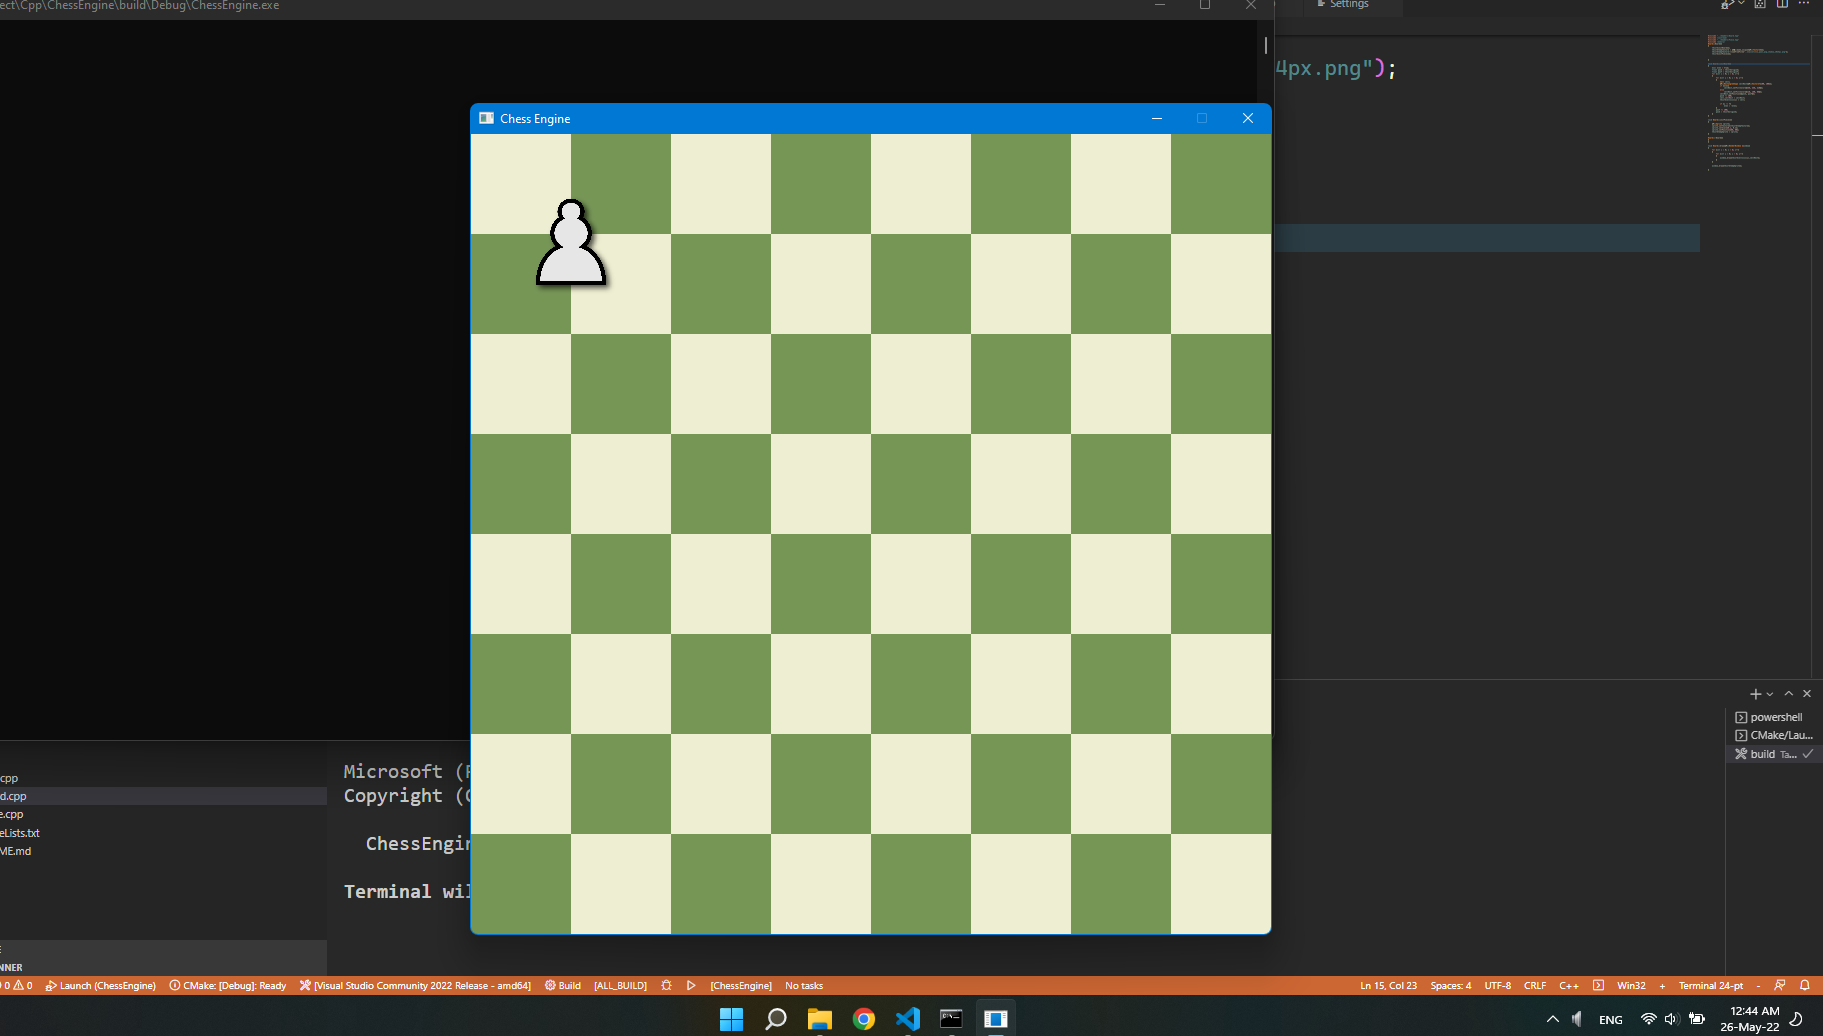 ect\Cpp\ChessEngine\build\Debug\ChessEngine.exe
Settings
4px.png");
Chess Engine
powershell
CMake/Lau...
build Ta...
cpp
d.cpp
e.cpp
eLists.txt
ME.md
NNER
Microsoft (
Copyright (
ChessEngin
Terminal wil
0 0 Launch (ChessEngine) CMake: [Debug]: Ready [Visual Studio Community 2022 Release - amd64] Build [ALL_BUILD] [ChessEngine] No tasks Ln 15, Col 23 Spaces: 4 UTF-8 CRLF C++ Win32 + Terminal 24-pt -
ENG
12:44 AM
26-May-22